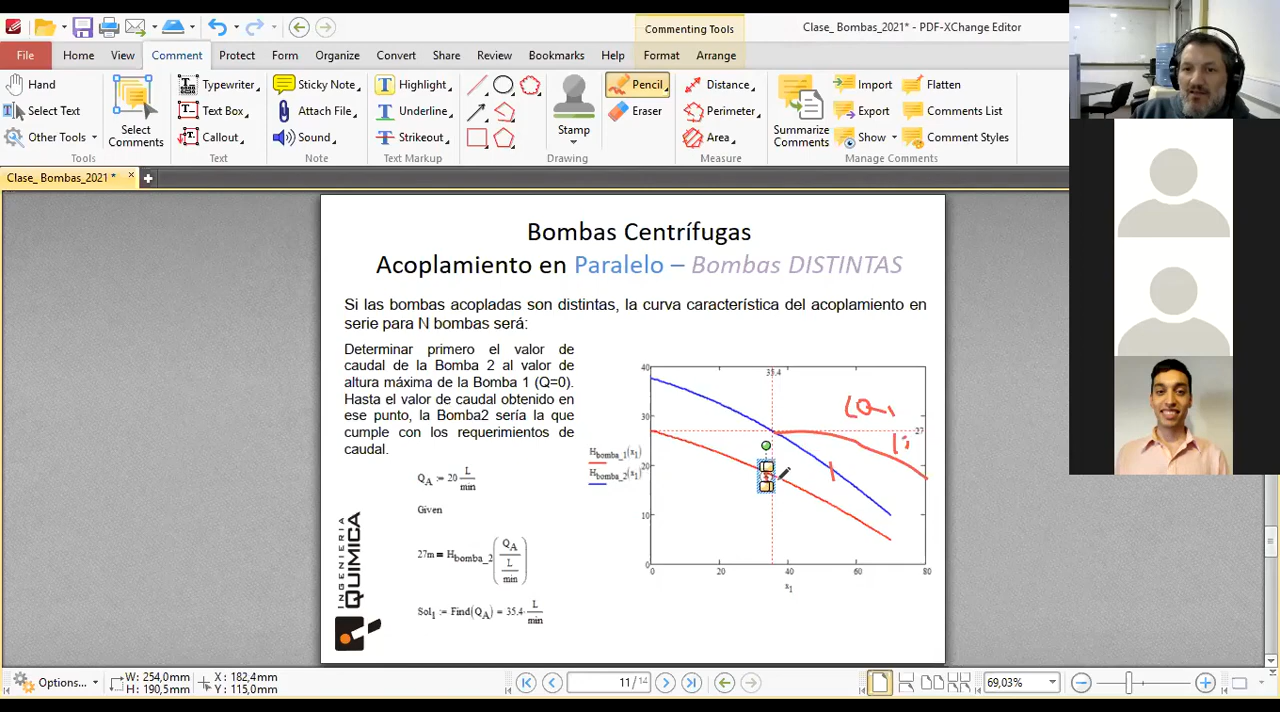 Commenting Tools
Clase_ Bombas_2021* - PDF-XChange Editor
File Home View Comment Protect Form Organize Convert Share Review Bookmarks Help Format Arrange
Hand
Select Text
Other Tools
Select Comments
Tools
Typewriter
Text Box
Callout
Text
Sticky Note
Attach File
Sound
Note
Highlight
Underline
Strikeout
Text Markup
Stamp
Drawing
Pencil
Eraser
Distance
Perimeter
Area
Measure
Summarize Comments
Import
Export
Show
Flatten
Comments List
Comment Styles
Manage Comments
Clase_ Bombas_2021 *
Bombas Centrífugas
Acoplamiento en Paralelo – Bombas DISTINTAS
Si las bombas acopladas son distintas, la curva característica del acoplamiento en
serie para N bombas será:
Determinar primero el valor de
caudal de la Bomba 2 al valor de
altura máxima de la Bomba 1 (Q=0).
Hasta el valor de caudal obtenido en
ese punto, la Bomba2 sería la que
cumple con los requerimientos de
caudal.
Q_A := 20 L/min
Given
27m = H_bomba_2(Q_A / (L/min))
Sol_1 := Find(Q_A) = 35.4 · L/min
INGENIERIA
QUIMICA
H_bomba_1(x_1)
H_bomba_2(x_1)
40
30
20
10
0
35.4
27
0 20 40 60 80
x_1
(Q1
Options...
W: 254,0mm
H: 190,5mm
X: 182,4mm
Y: 115,0mm
11 / 14
69,03%